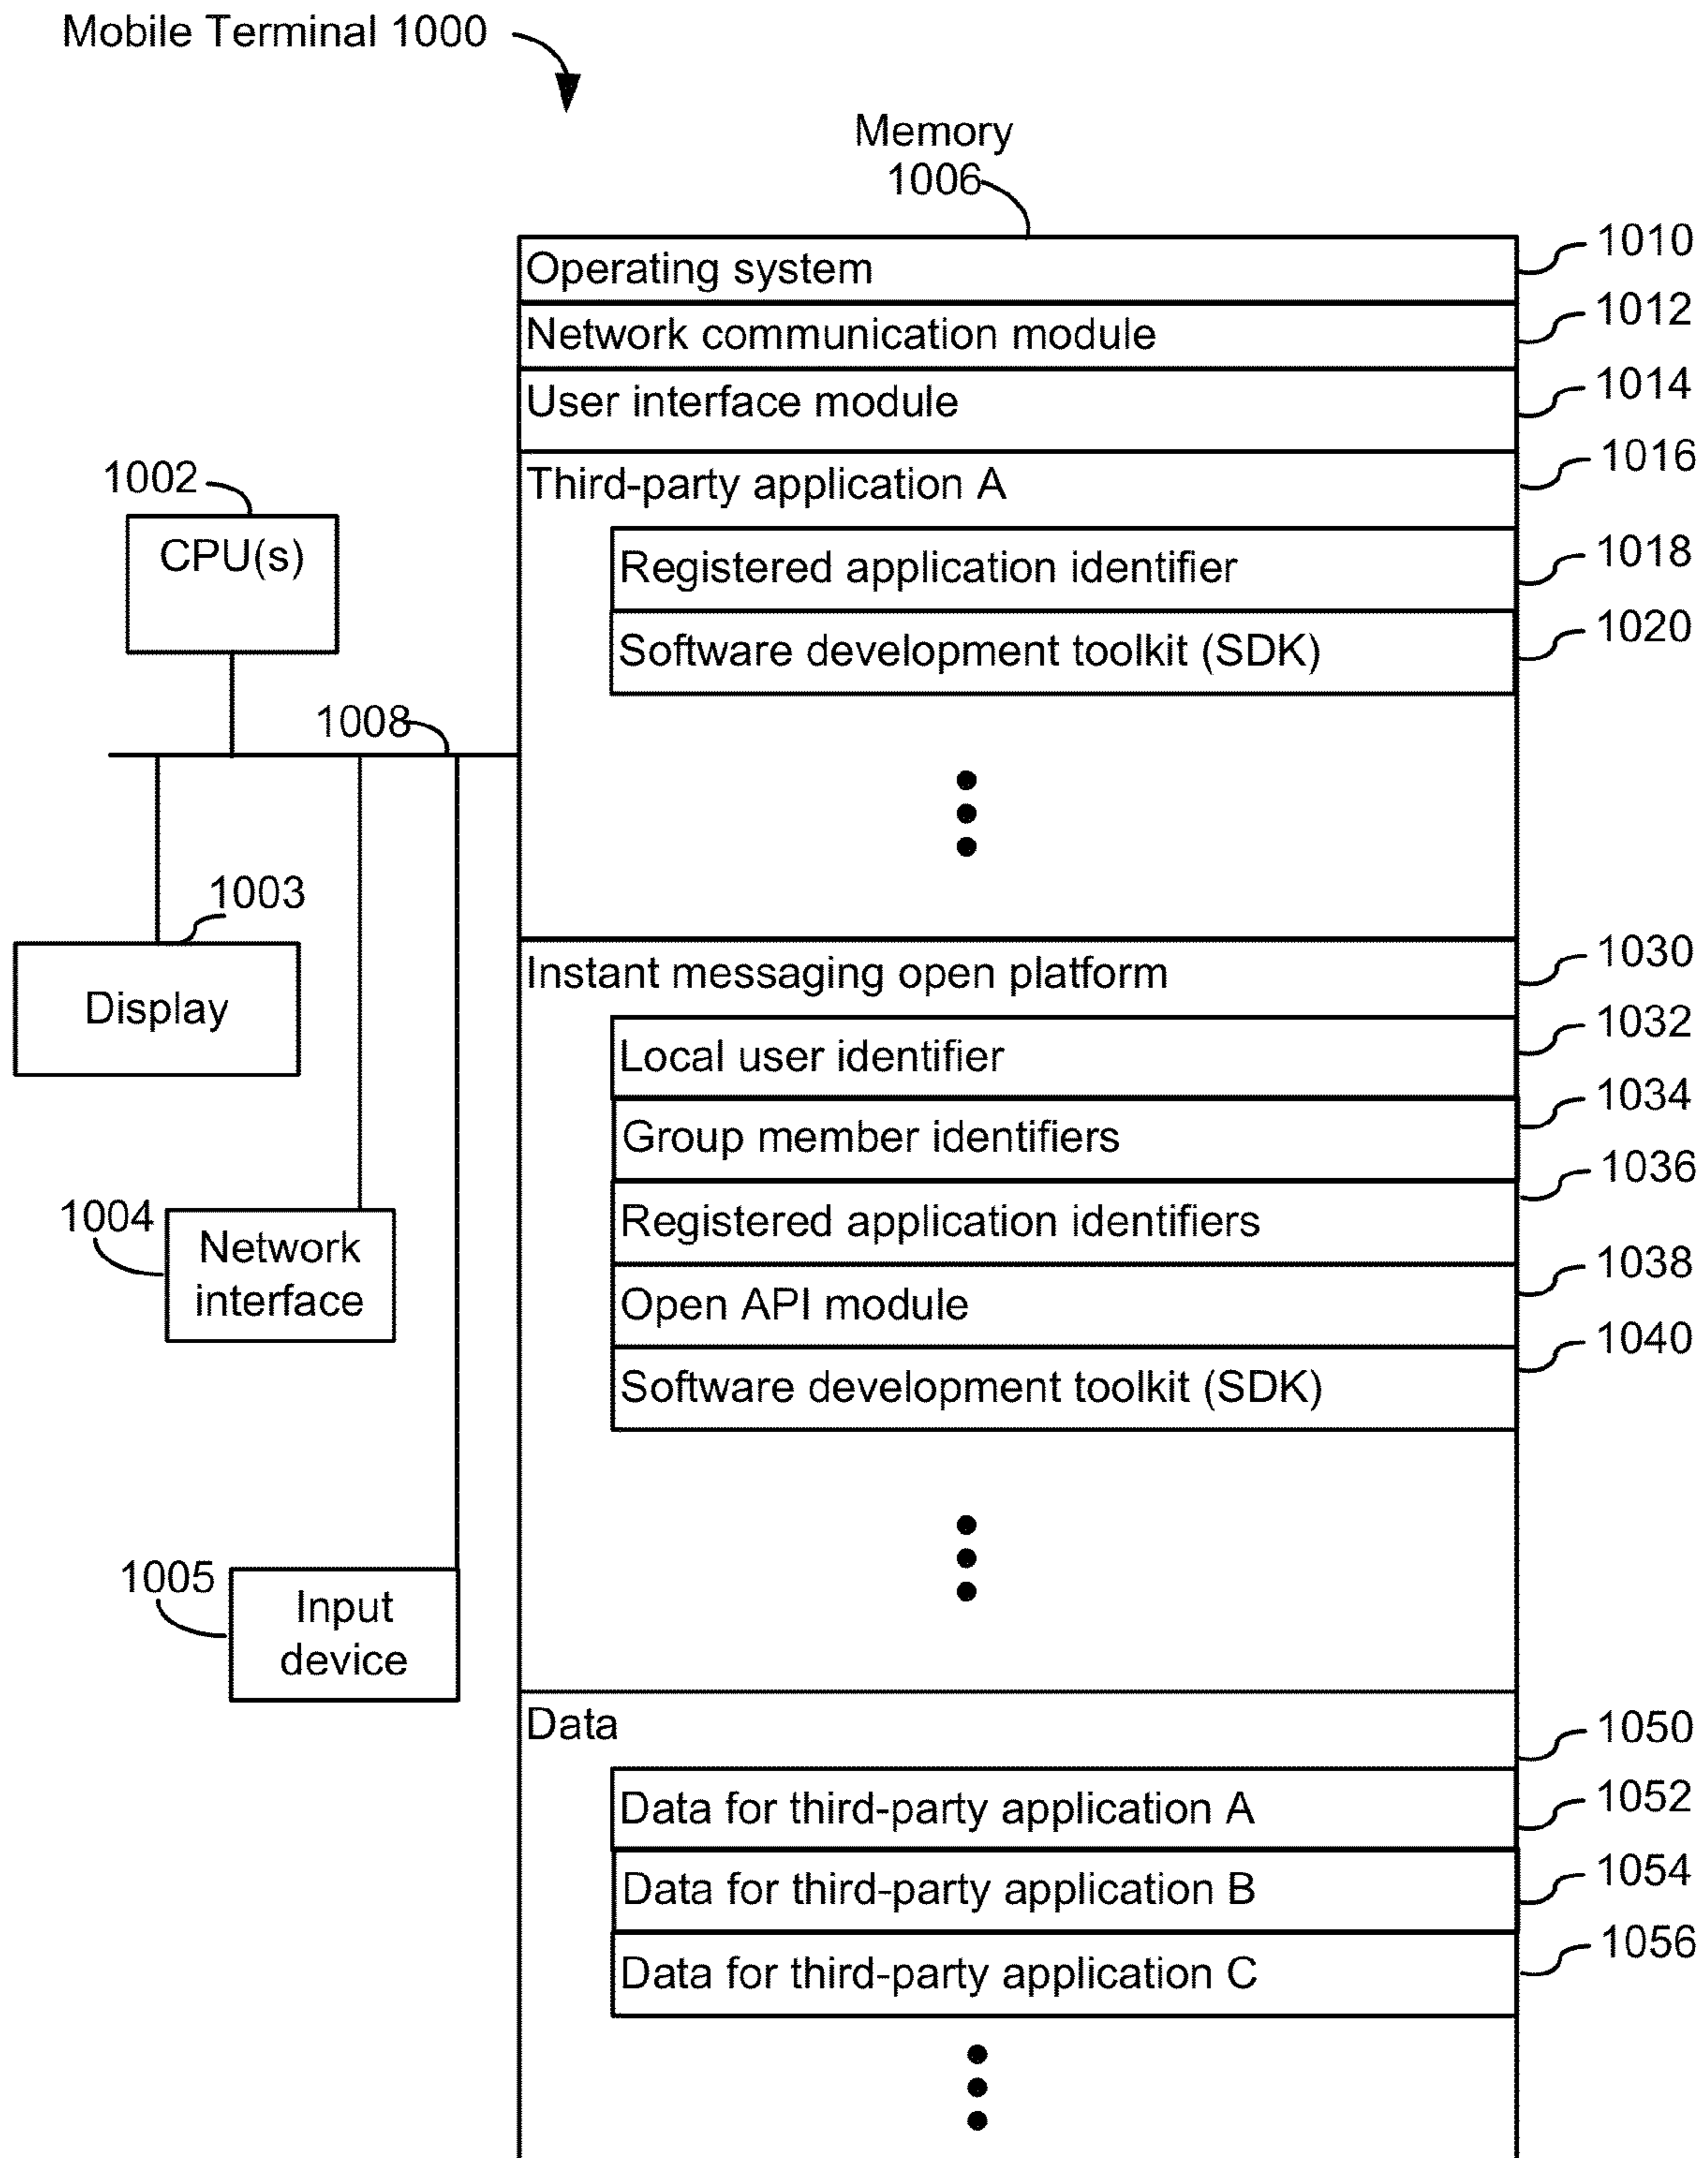 Mobile Terminal 1000
Memory
1006
Operating system
1010
Network communication module
1012
User interface module
1014
Third-party application A
1016
Registered application identifier
1018
Software development toolkit (SDK)
1020
1002
CPU(s)
1008
1003
Display
1004
Network
interface
1005
Input
device
Instant messaging open platform
1030
Local user identifier
1032
Group member identifiers
1034
Registered application identifiers
1036
Open API module
1038
Software development toolkit (SDK)
1040
Data
1050
Data for third-party application A
1052
Data for third-party application B
1054
Data for third-party application C
1056